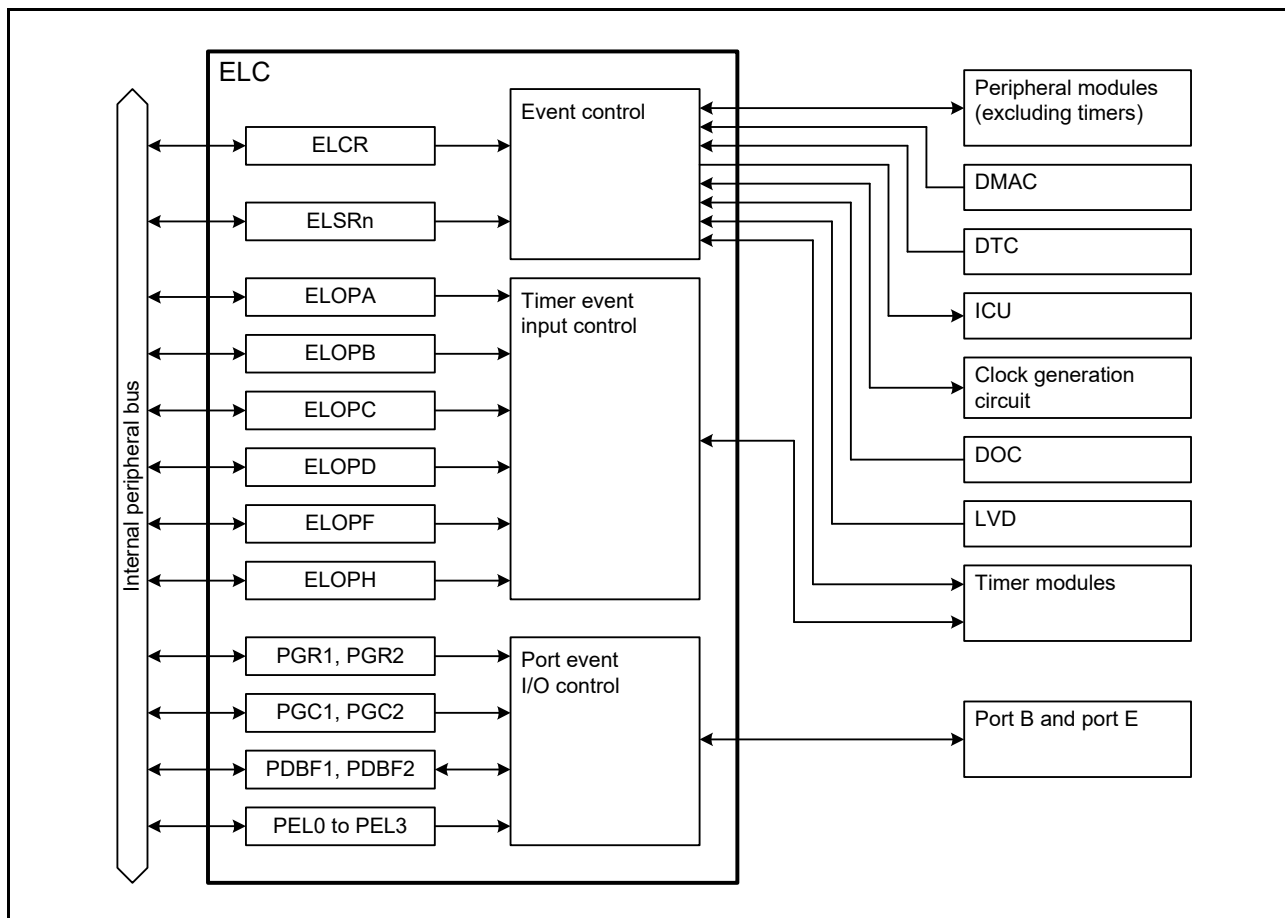 ELC
Internal peripheral bus
ELCR
ELSRn
ELOPA
ELOPB
ELOPC
ELOPD
ELOPF
ELOPH
PGR1, PGR2
PGC1, PGC2
PDBF1, PDBF2
PEL0 to PEL3
Event control
Timer event
input control
Port event
I/O control
Peripheral modules
(excluding timers)
DMAC
DTC
ICU
Clock generation
circuit
DOC
LVD
Timer modules
Port B and port E